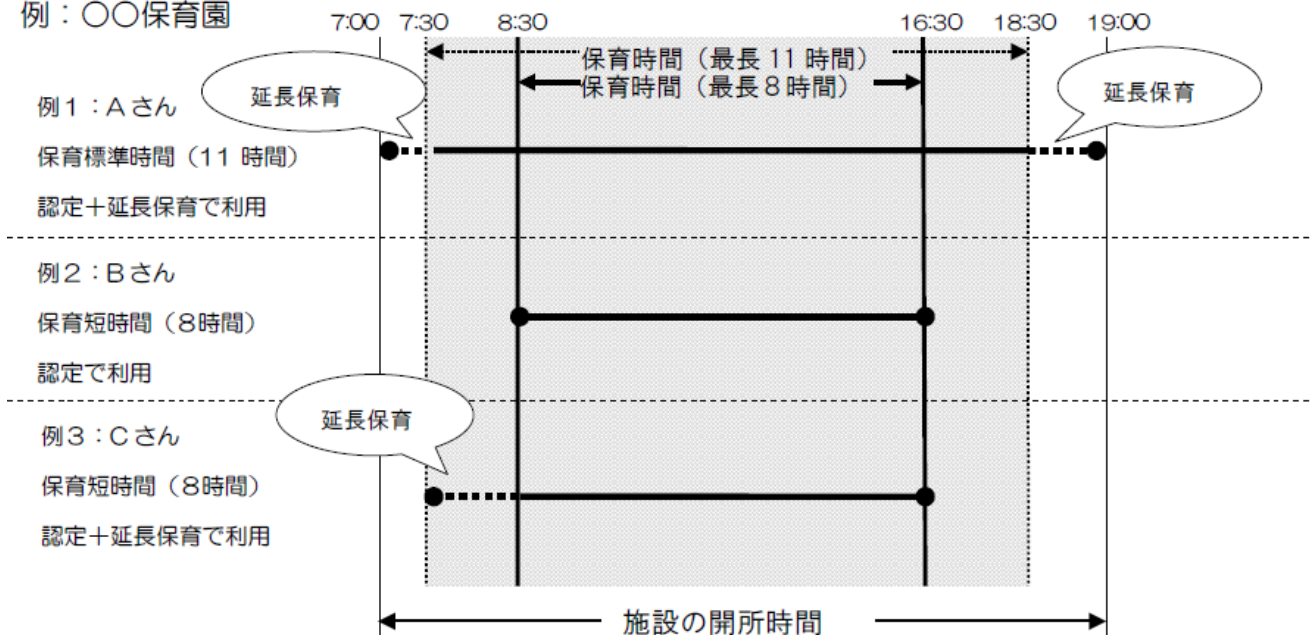 例：〇〇保育園
7:00 7:30 8:30 16:30 18:30 19:00
保育時間（最長 11 時間）
保育時間（最長８時間）
延長保育
延長保育
例１：Ａさん
保育標準時間（11 時間）
認定＋延長保育で利用
例２：Ｂさん
保育短時間（８時間）
認定で利用
延長保育
例３：Ｃさん
保育短時間（８時間）
認定＋延長保育で利用
施設の開所時間